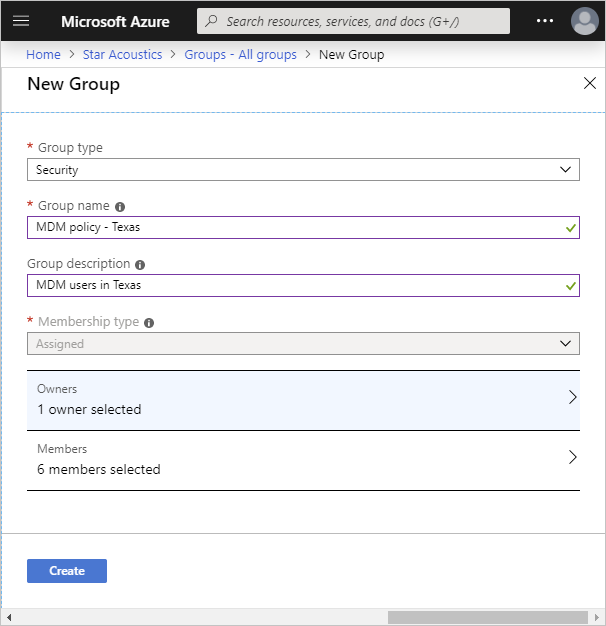 Microsoft Azure
Search resources, services, and docs (G+/)
Home > Star Acoustics > Groups - All groups > New Group
New Group
* Group type
Security
* Group name
MDM policy - Texas
Group description
MDM users in Texas
* Membership type
Assigned
Owners
1 owner selected
Members
6 members selected
Create